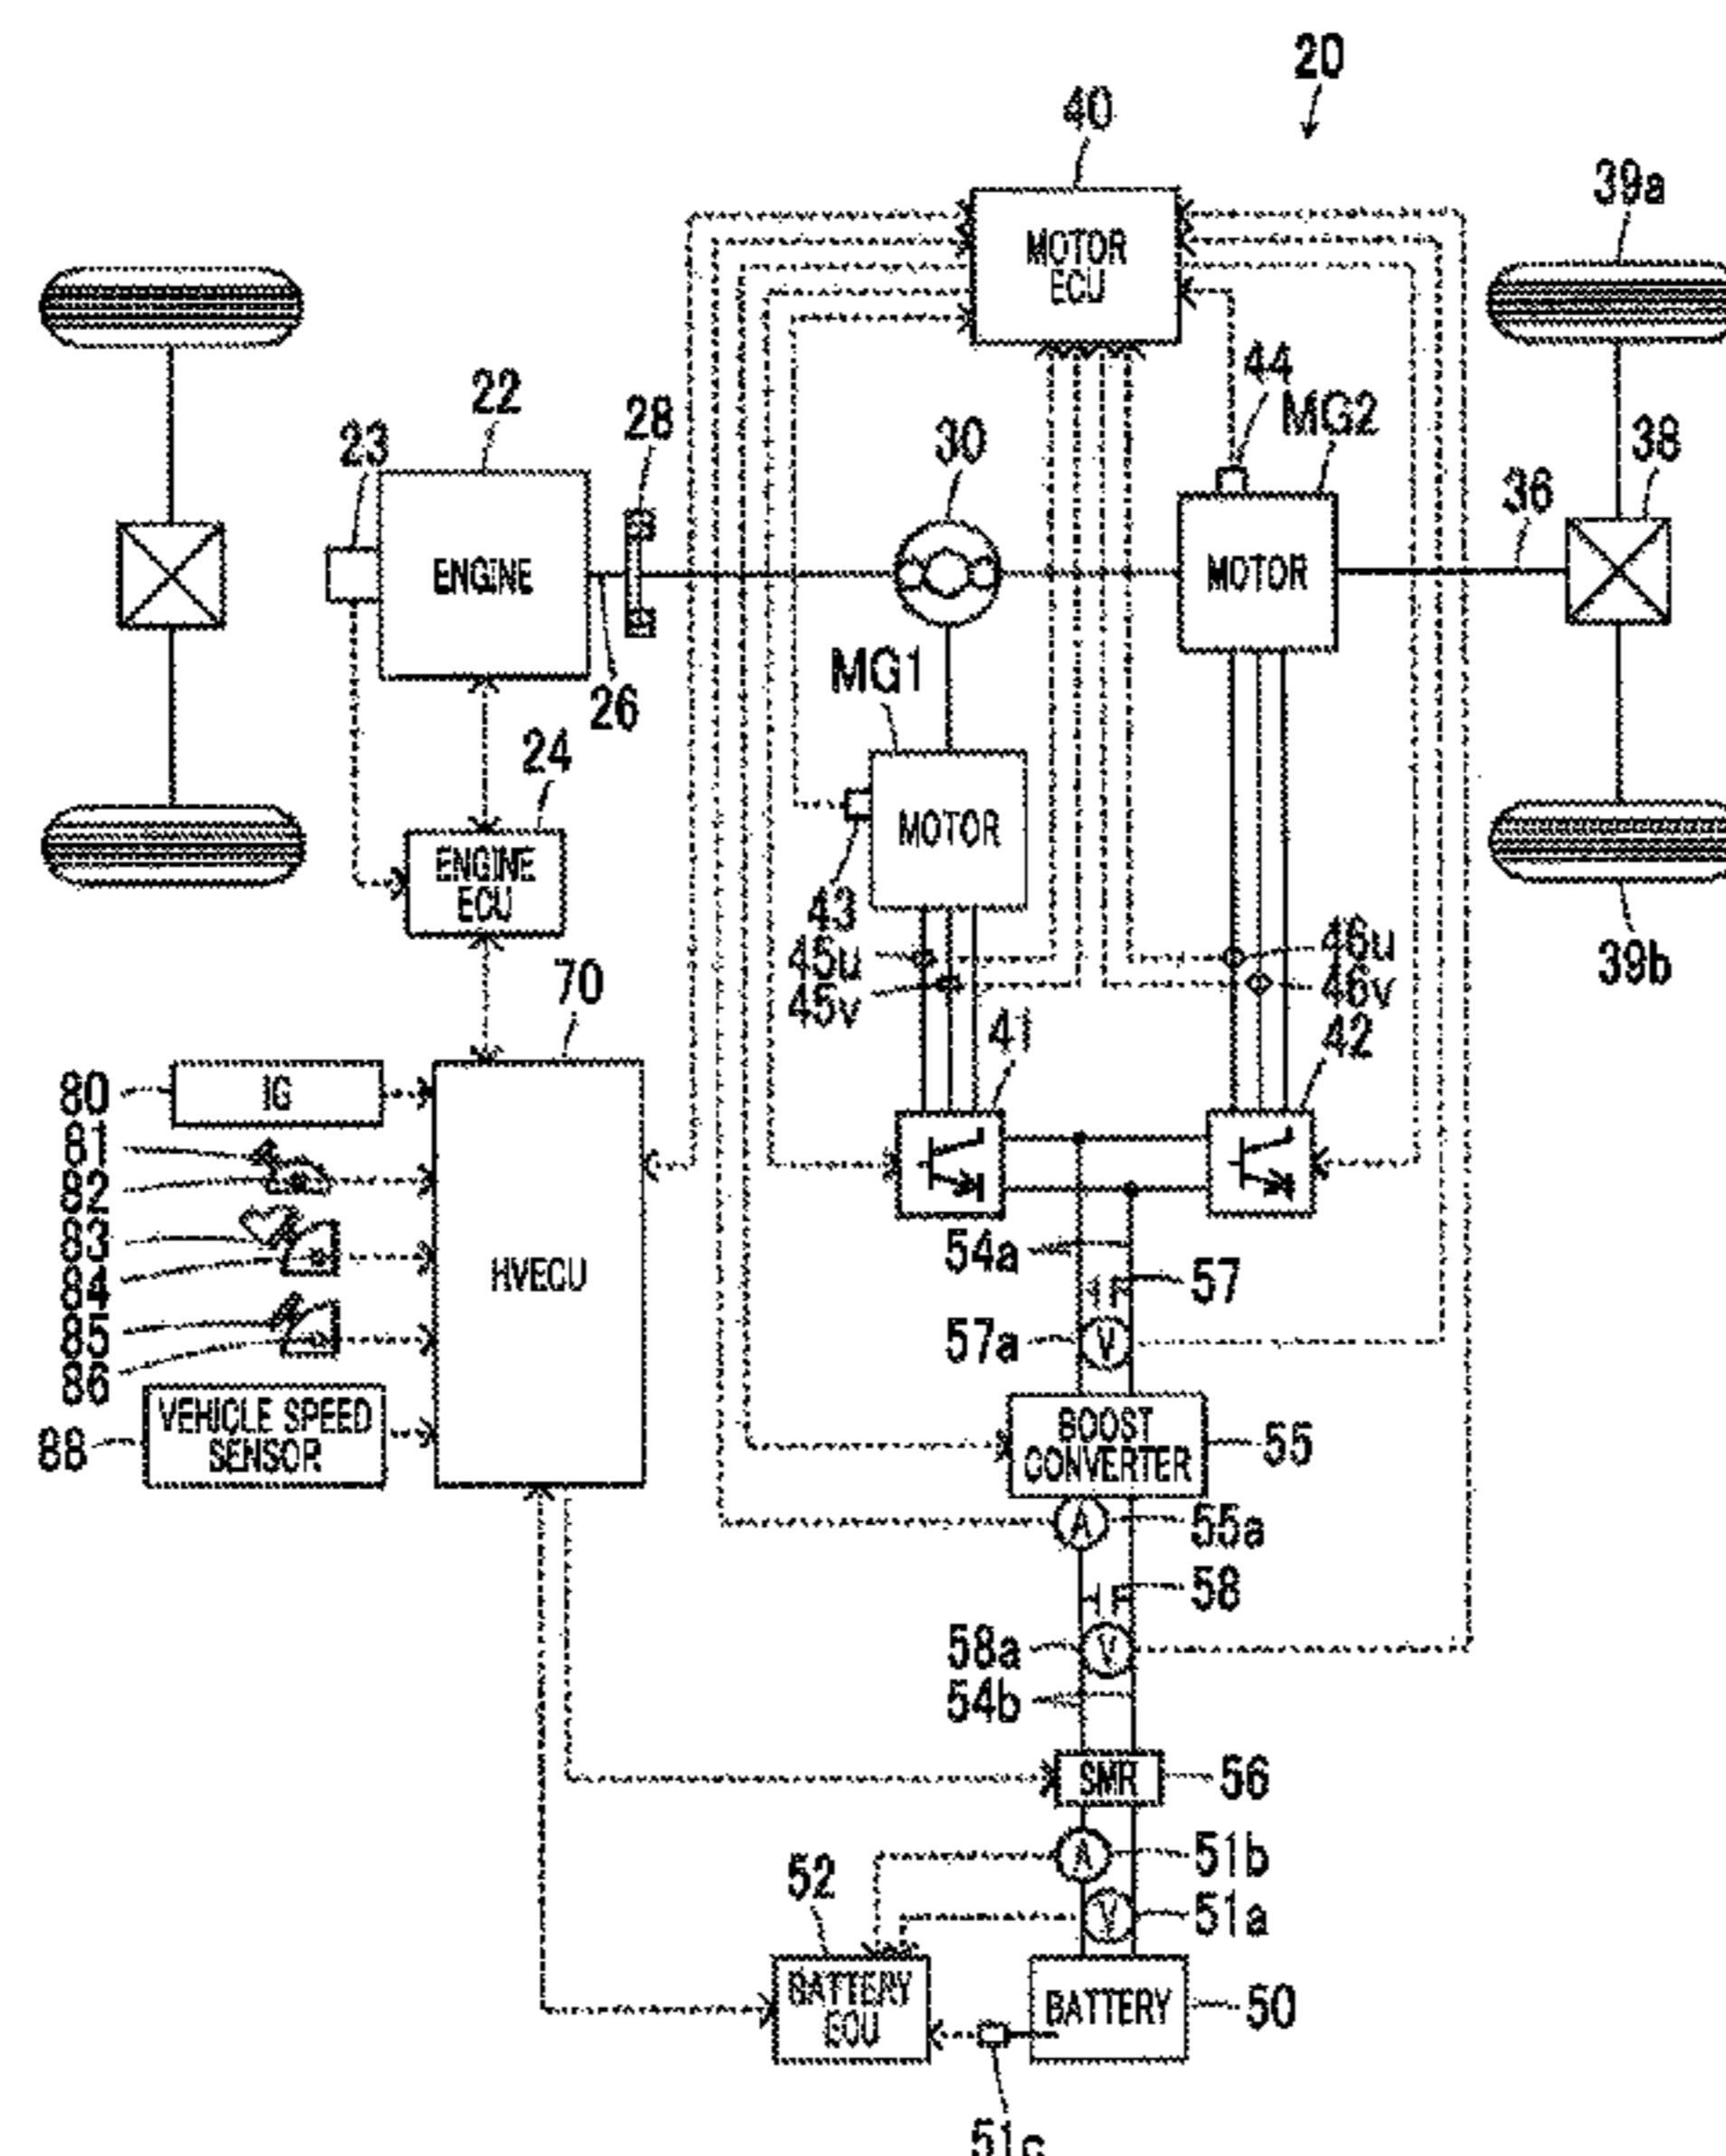 20
40
39a
MOTOR
ECU
44
MG2
22
28
23
30
38
36
ENGINE
MOTOR
MG1
26
24
MOTOR
ENGINE
ECU
43
45u
45v
46u
46v
39b
70
41
42
80
IG
81
82
83
84
85
86
HVECU
54a
57
57a
VEHICLE SPEED
SENSOR
88
BOOST
CONVERTER
55
55a
58
58a
54b
SMR
56
A
51b
52
V
51a
BATTERY
ECU
BATTERY
50
51c
V
A
V